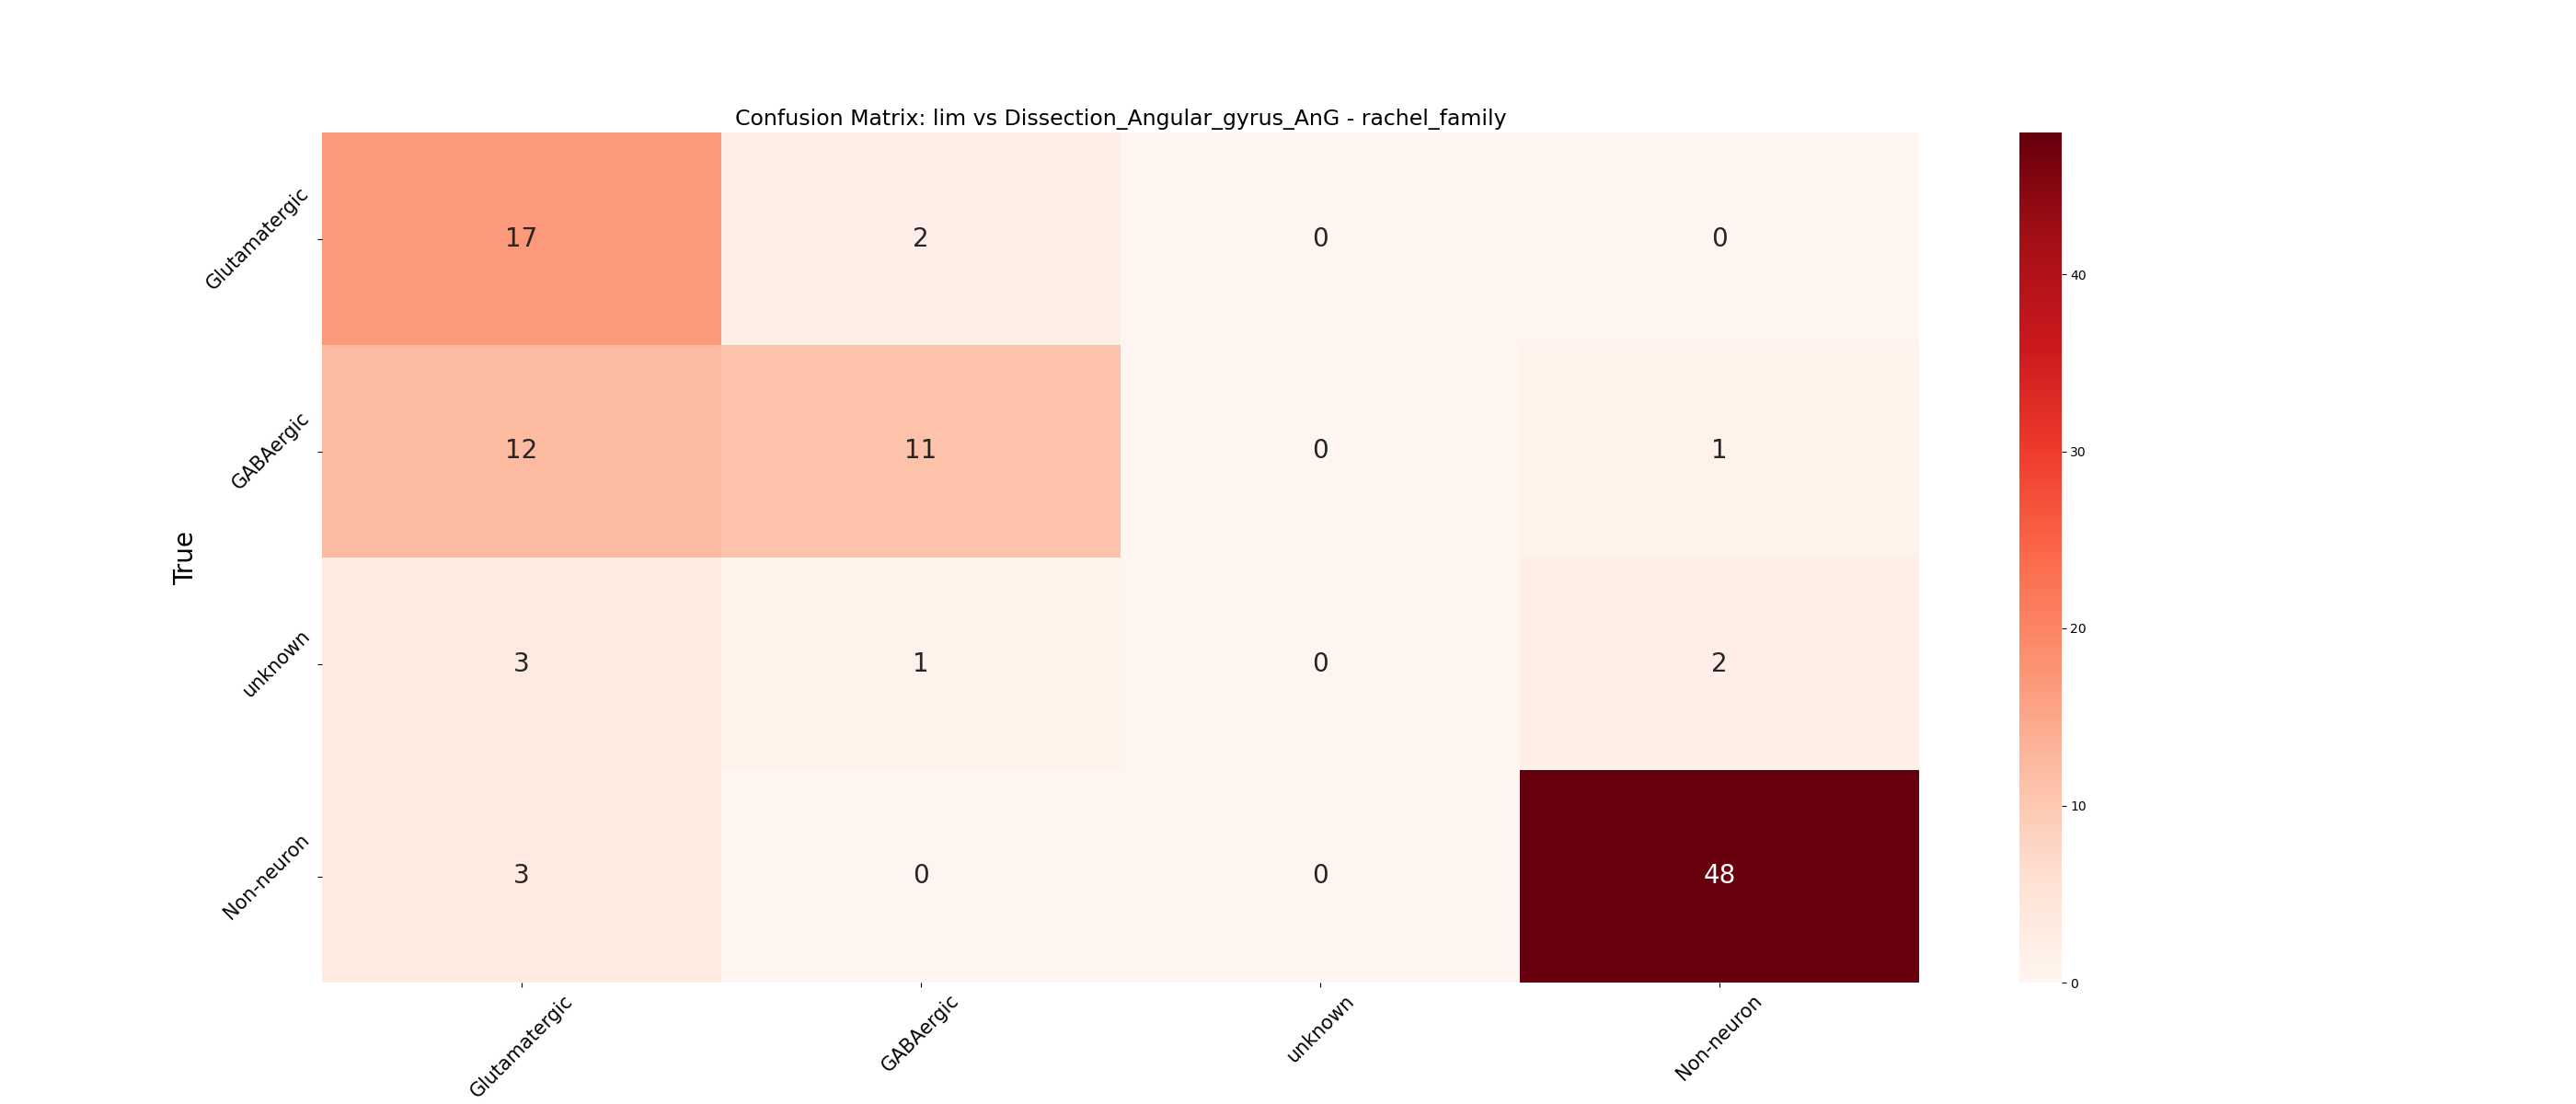 Confusion Matrix: lim vs Dissection_Angular_gyrus_AnG - rachel_family
True
Glutamatergic 17 2 0 0
GABAergic 12 11 0 1
unknown 3 1 0 2
Non-neuron 3 0 0 48
Glutamatergic GABAergic unknown Non-neuron
40
30
20
10
0